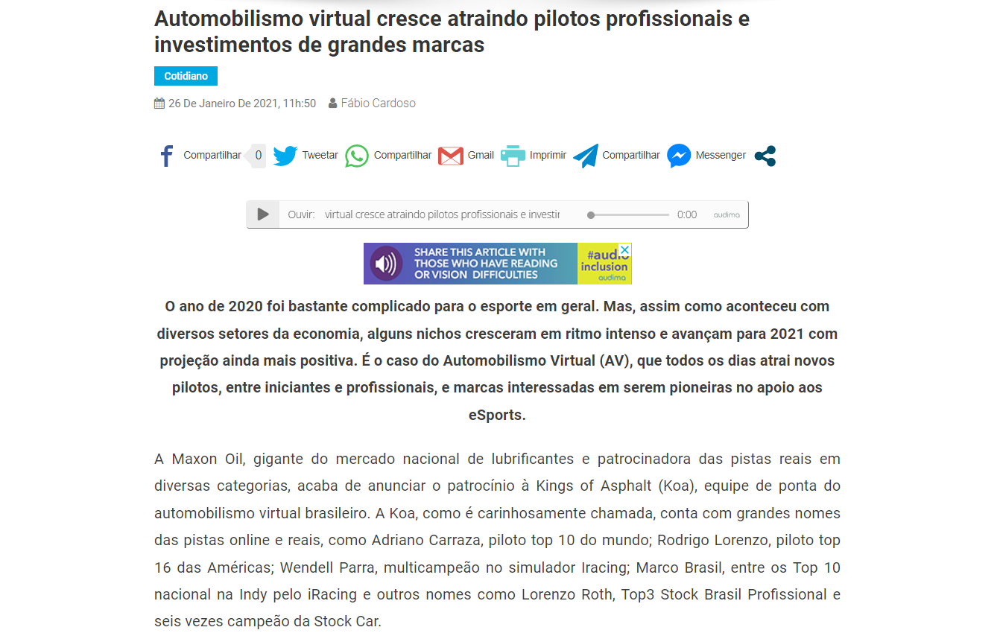 Automobilismo virtual cresce atraindo pilotos profissionais e
investimentos de grandes marcas
Cotidiano
26 De Janeiro De 2021, 11h:50 Fábio Cardoso
Compartilhar 0 Tweetar Compartilhar Gmail Imprimir Compartilhar Messenger
Ouvir: virtual cresce atraindo pilotos profissionais e investir 0:00 audima
SHARE THIS ARTICLE WITH
THOSE WHO HAVE READING
OR VISION DIFFICULTIES
#audio
inclusion
audima
O ano de 2020 foi bastante complicado para o esporte em geral. Mas, assim como aconteceu com
diversos setores da economia, alguns nichos cresceram em ritmo intenso e avançam para 2021 com
projeção ainda mais positiva. É o caso do Automobilismo Virtual (AV), que todos os dias atrai novos
pilotos, entre iniciantes e profissionais, e marcas interessadas em serem pioneiras no apoio aos
eSports.
A Maxon Oil, gigante do mercado nacional de lubrificantes e patrocinadora das pistas reais em
diversas categorias, acaba de anunciar o patrocínio à Kings of Asphalt (Koa), equipe de ponta do
automobilismo virtual brasileiro. A Koa, como é carinhosamente chamada, conta com grandes nomes
das pistas online e reais, como Adriano Carraza, piloto top 10 do mundo; Rodrigo Lorenzo, piloto top
16 das Américas; Wendell Parra, multicampeão no simulador Iracing; Marco Brasil, entre os Top 10
nacional na Indy pelo iRacing e outros nomes como Lorenzo Roth, Top3 Stock Brasil Profissional e
seis vezes campeão da Stock Car.